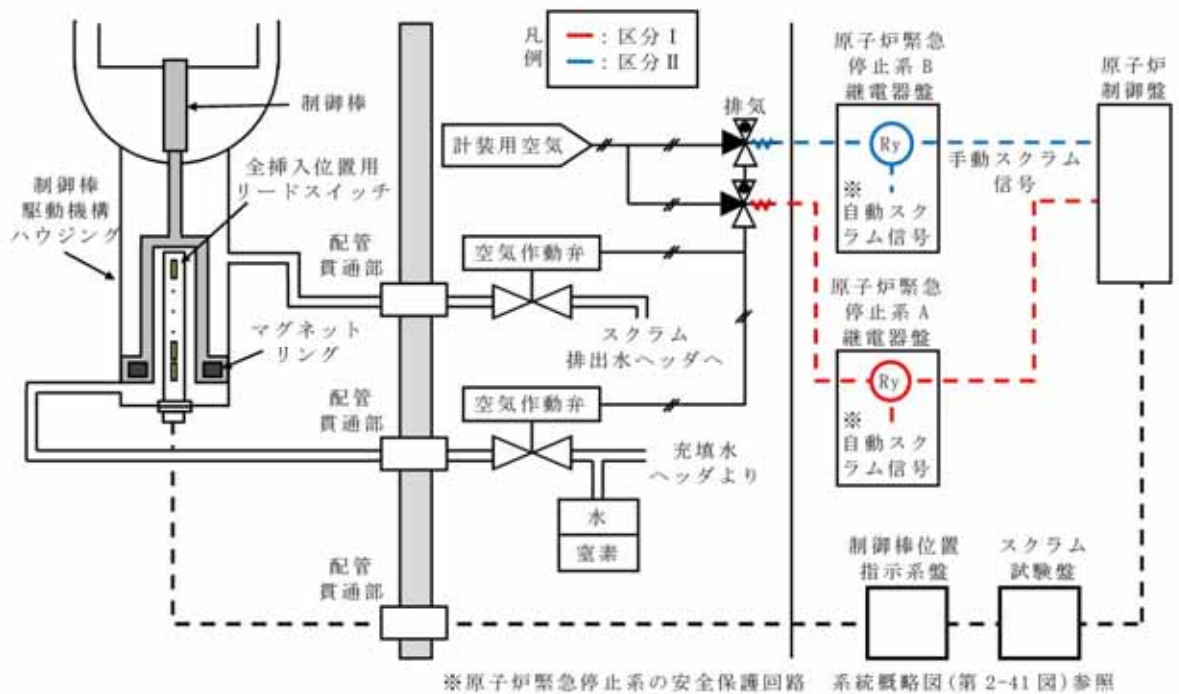 凡例
━ ━ : 区分Ⅰ
━ ━ : 区分Ⅱ
制御棒
全挿入位置用
リードスイッチ
制御棒
駆動機構
ハウジング
マグネット
リング
配管
貫通部
配管
貫通部
配管
貫通部
計装用空気
排気
空気作動弁
スクラム
排出水ヘッダへ
空気作動弁
充填水
ヘッダより
水
窒素
原子炉緊急
停止系B
継電器盤
Ry
※
自動スク
ラム信号
手動スクラム
信号
原子炉
制御盤
原子炉緊急
停止系A
継電器盤
Ry
※
自動スク
ラム信号
制御棒位置
指示系盤
スクラム
試験盤
※原子炉緊急停止系の安全保護回路 系統概略図(第2-41図)参照